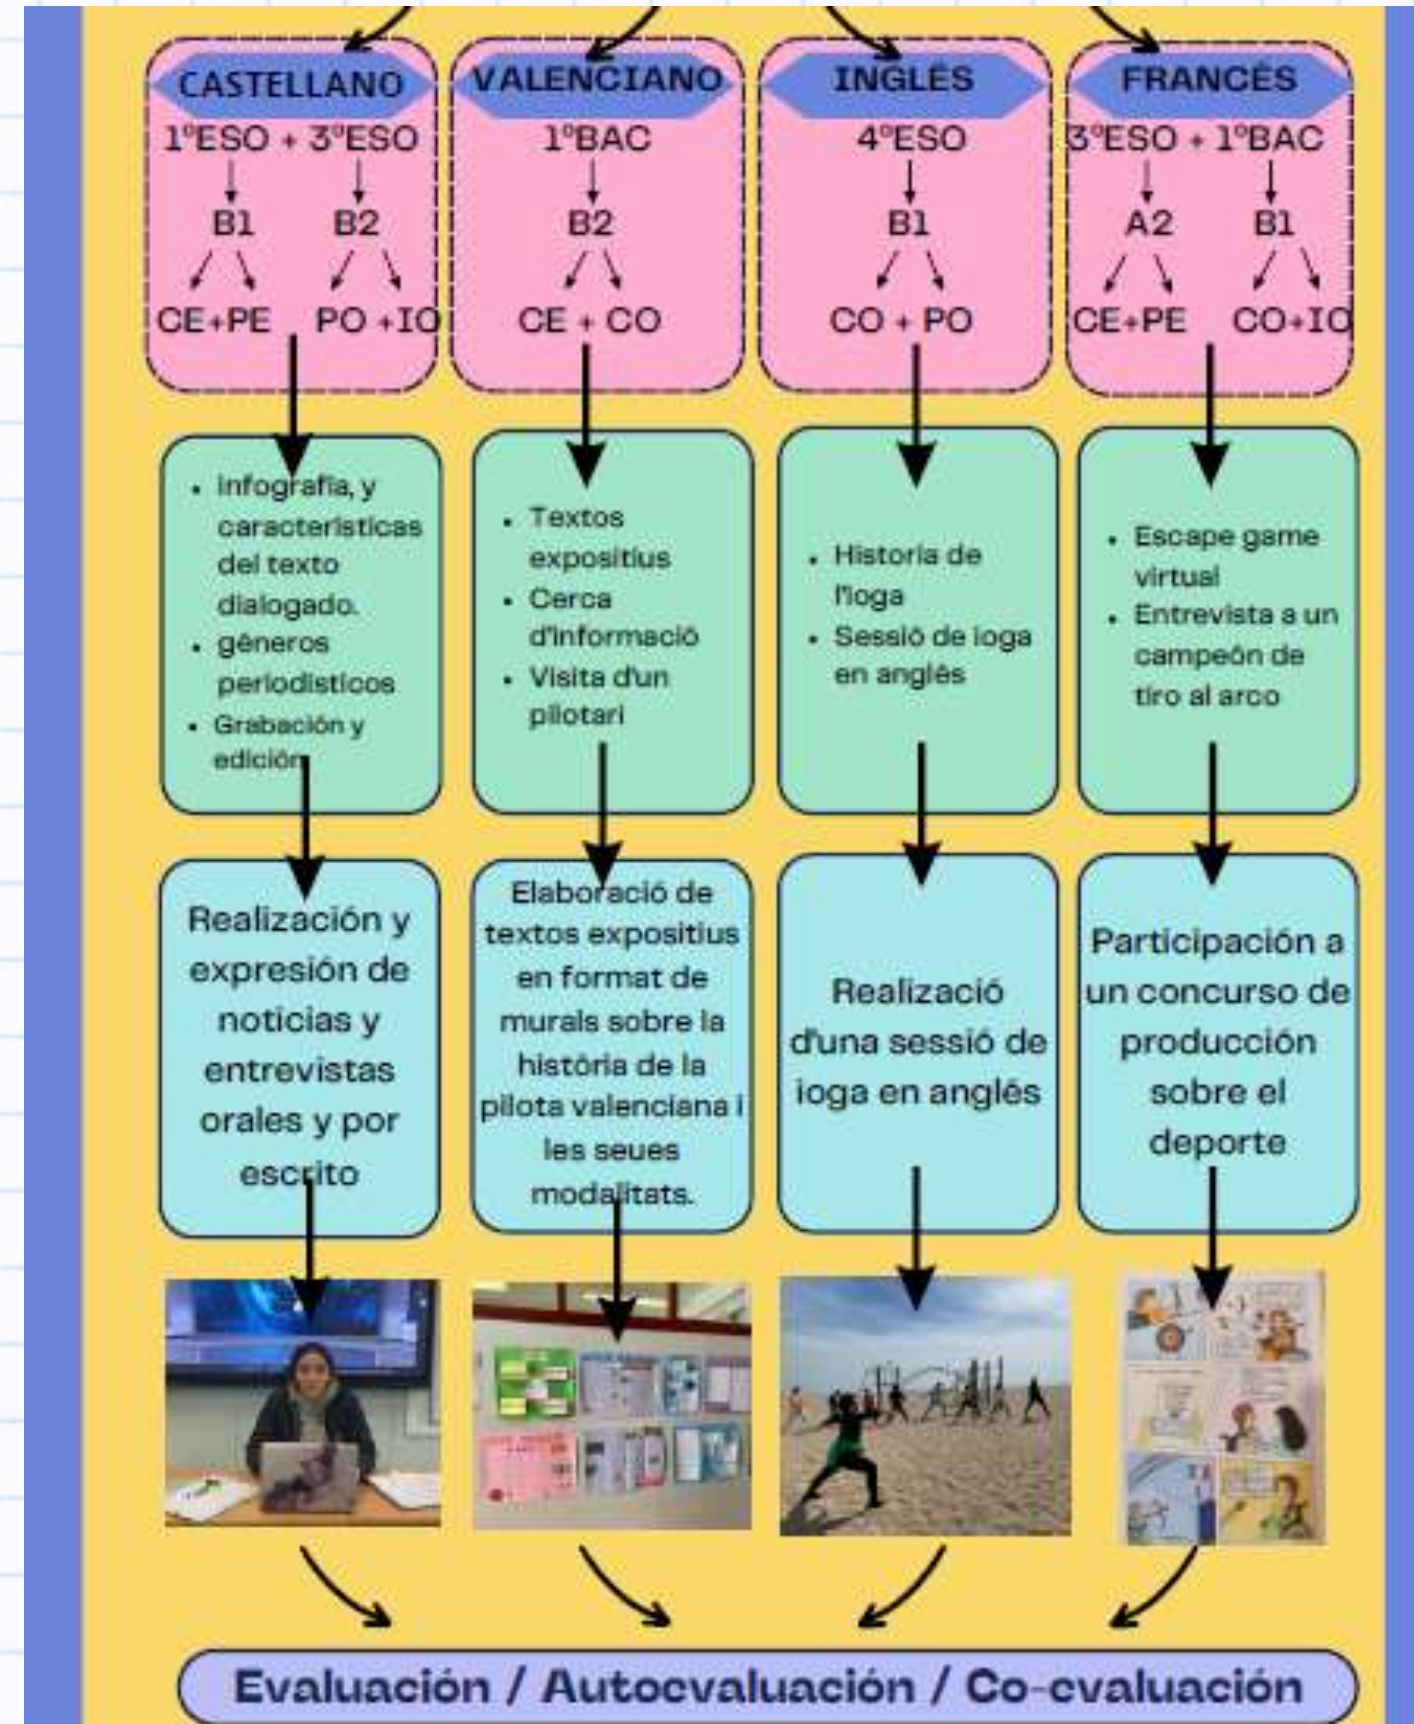 CASTELLANO
1ºESO + 3ºESO
B1 B2
CE+PE PO +IO
VALENCIANO
1ºBAC
B2
CE + CO
INGLÉS
4ºESO
B1
CO + PO
FRANCÉS
3ºESO + 1ºBAC
A2 B1
CE+PE CO+IO
• infografía, y
características
del texto
dialogado.
• géneros
periodísticos
• Grabación y
edición
• Textos
expositius
• Cerca
d'informació
• Visita d'un
pilotari
• Historia de
l'ioga
• Sessió de ioga
en anglés
• Escape game
virtual
• Entrevista a un
campeón de
tiro al arco
Realización y
expresión de
noticias y
entrevistas
orales y por
escrito
Elaboració de
textos expositius
en format de
murals sobre la
història de la
pilota valenciana i
les seues
modalitats.
Realizació
d'una sessió de
ioga en anglés
Participación a
un concurso de
producción
sobre el
deporte
Evaluación / Autoevaluación / Co-evaluación